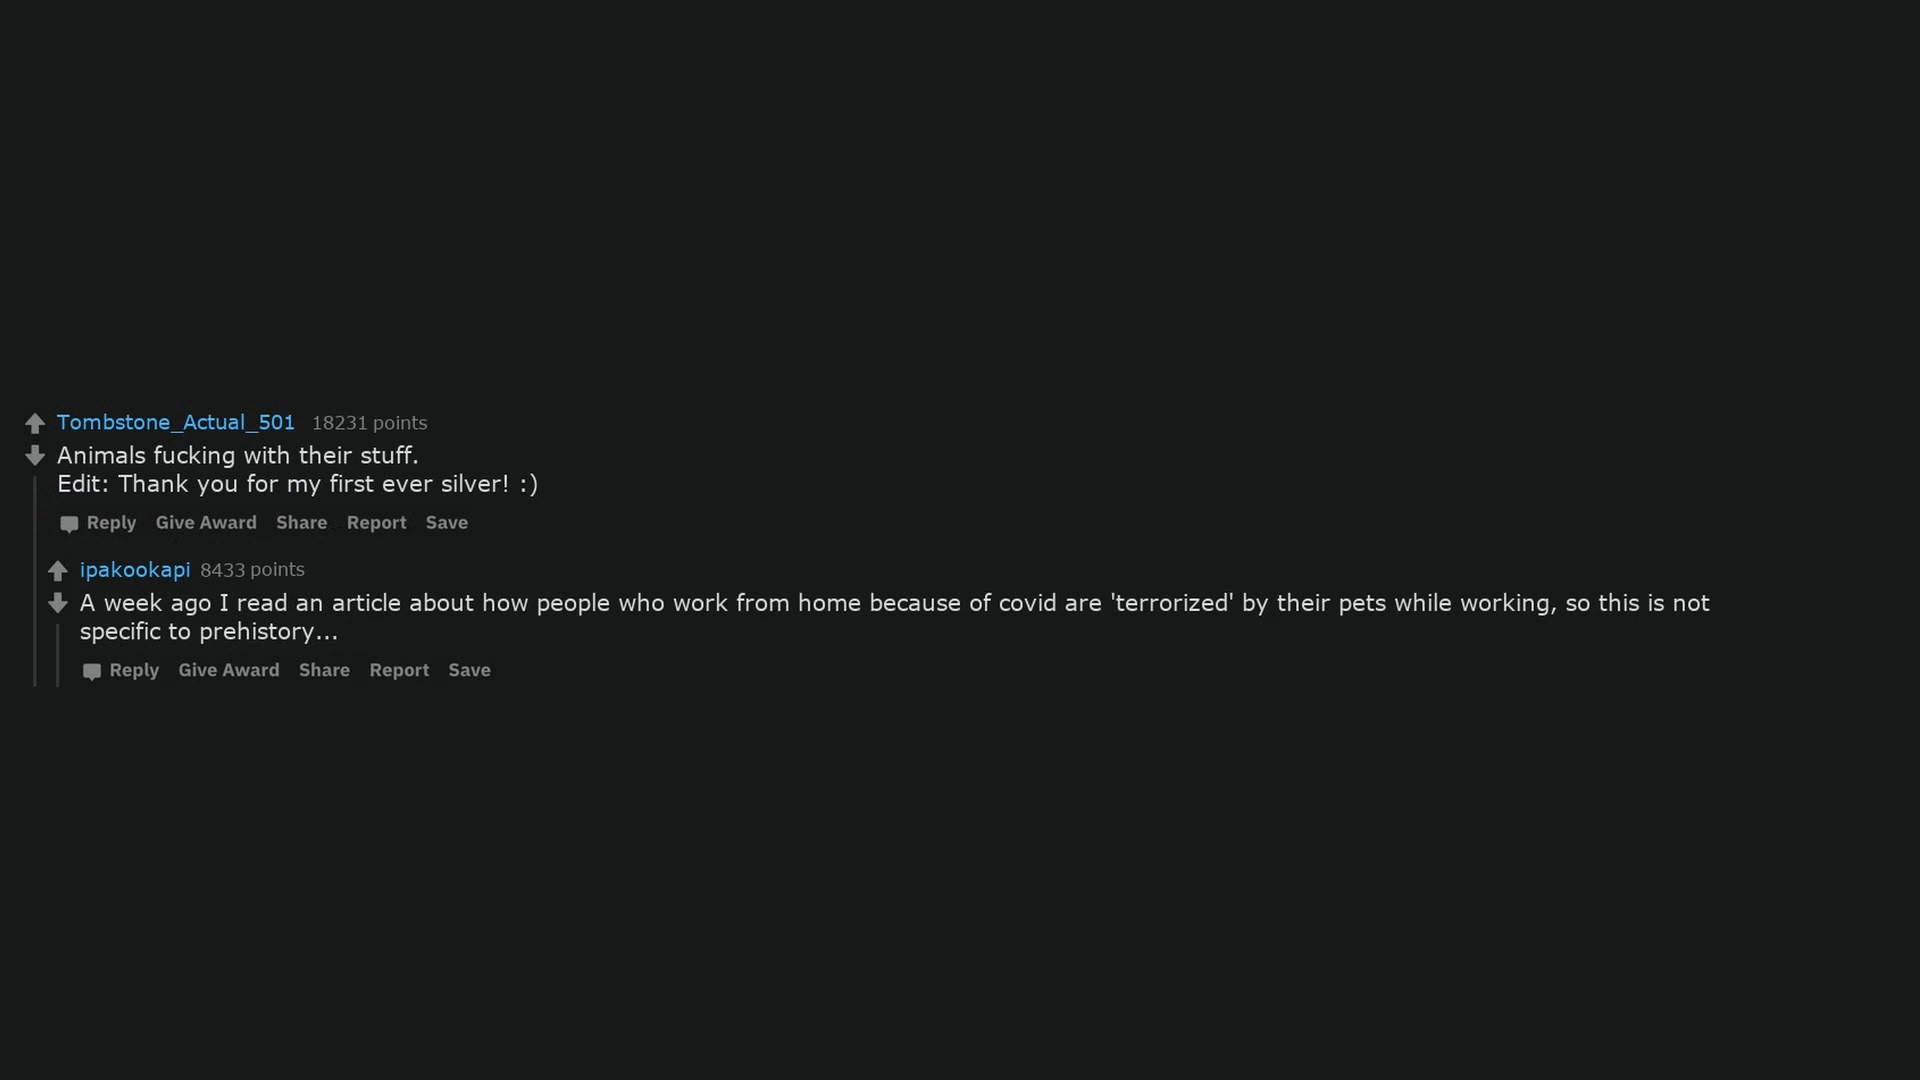 Tombstone_Actual_501 18231 points
Animals fucking with their stuff.
Edit: Thank you for my first ever silver! :)
Reply Give Award Share Report Save
ipakookapi 8433 points
A week ago I read an article about how people who work from home because of covid are 'terrorized' by their pets while working, so this is not
specific to prehistory...
Reply Give Award Share Report Save